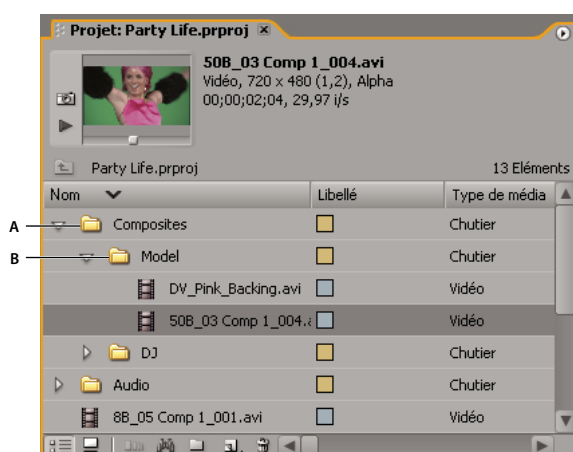 Projet: Party Life.prproj
50B_03 Comp 1_004.avi
Vidéo, 720 x 480 (1,2), Alpha
00;00;02;04, 29,97 i/s
Party Life.prproj 13 Eléments
Nom Libellé Type de média
A Composites Chutier
B Model Chutier
DV_Pink_Backing.avi Vidéo
50B_03 Comp 1_004.a Vidéo
DJ Chutier
Audio Chutier
8B_05 Comp 1_001.avi Vidéo